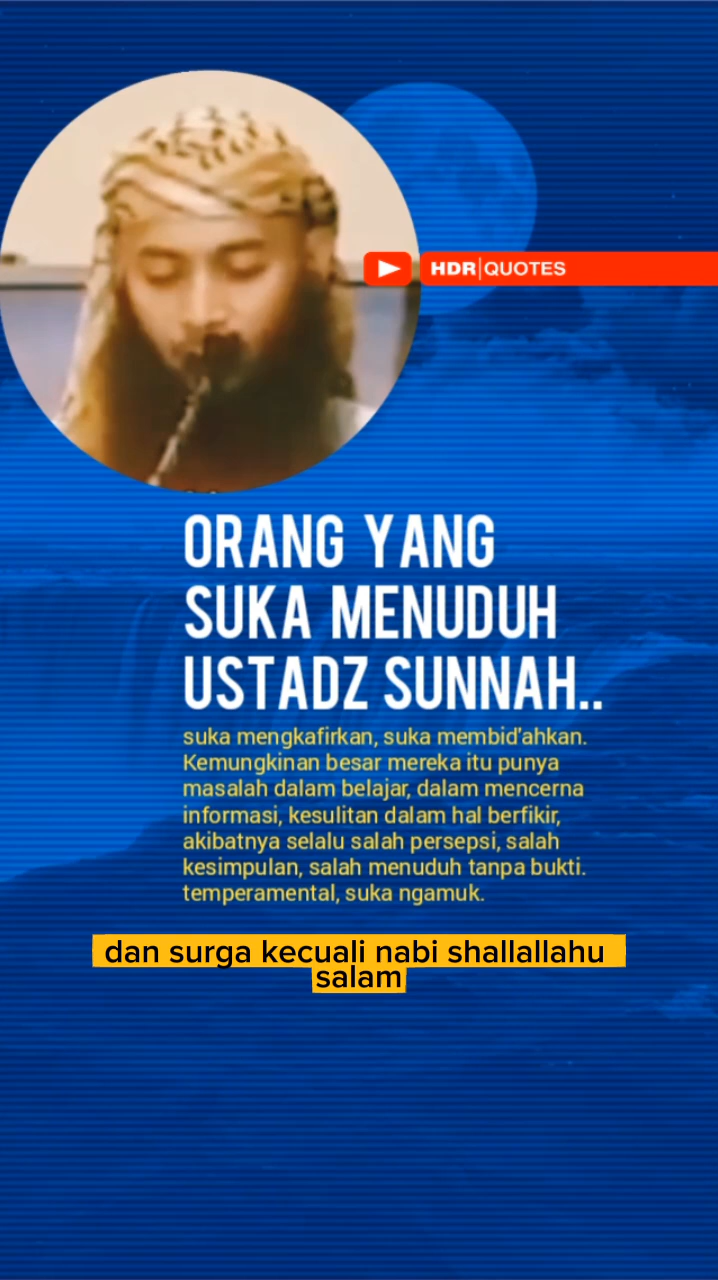 HDR|QUOTES
ORANG YANG
SUKA MENUDUH
USTADZ SUNNAH..
suka mengkafirkan, suka membid'ahkan.
Kemungkinan besar mereka itu punya
masalah dalam belajar, dalam mencerna
informasi, kesulitan dalam hal berfikir,
akibatnya selalu salah persepsi, salah
kesimpulan, salah menuduh tanpa bukti.
temperamental, suka ngamuk.
dan surga kecuali nabi shallallahu
salam